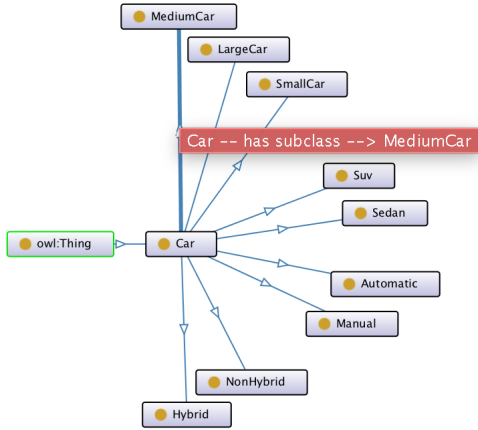 MediumCar
LargeCar
SmallCar
Car -- has subclass --> MediumCar
Suv
Sedan
owl:Thing
Car
Automatic
Manual
NonHybrid
Hybrid